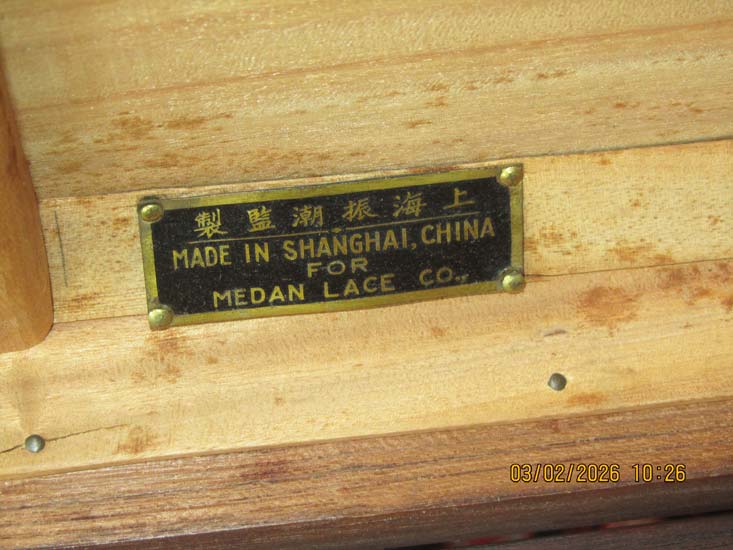 上海振潮監製
MADE IN SHANGHAI, CHINA
FOR
MEDAN LACE CO.,
03/02/2026 10:26